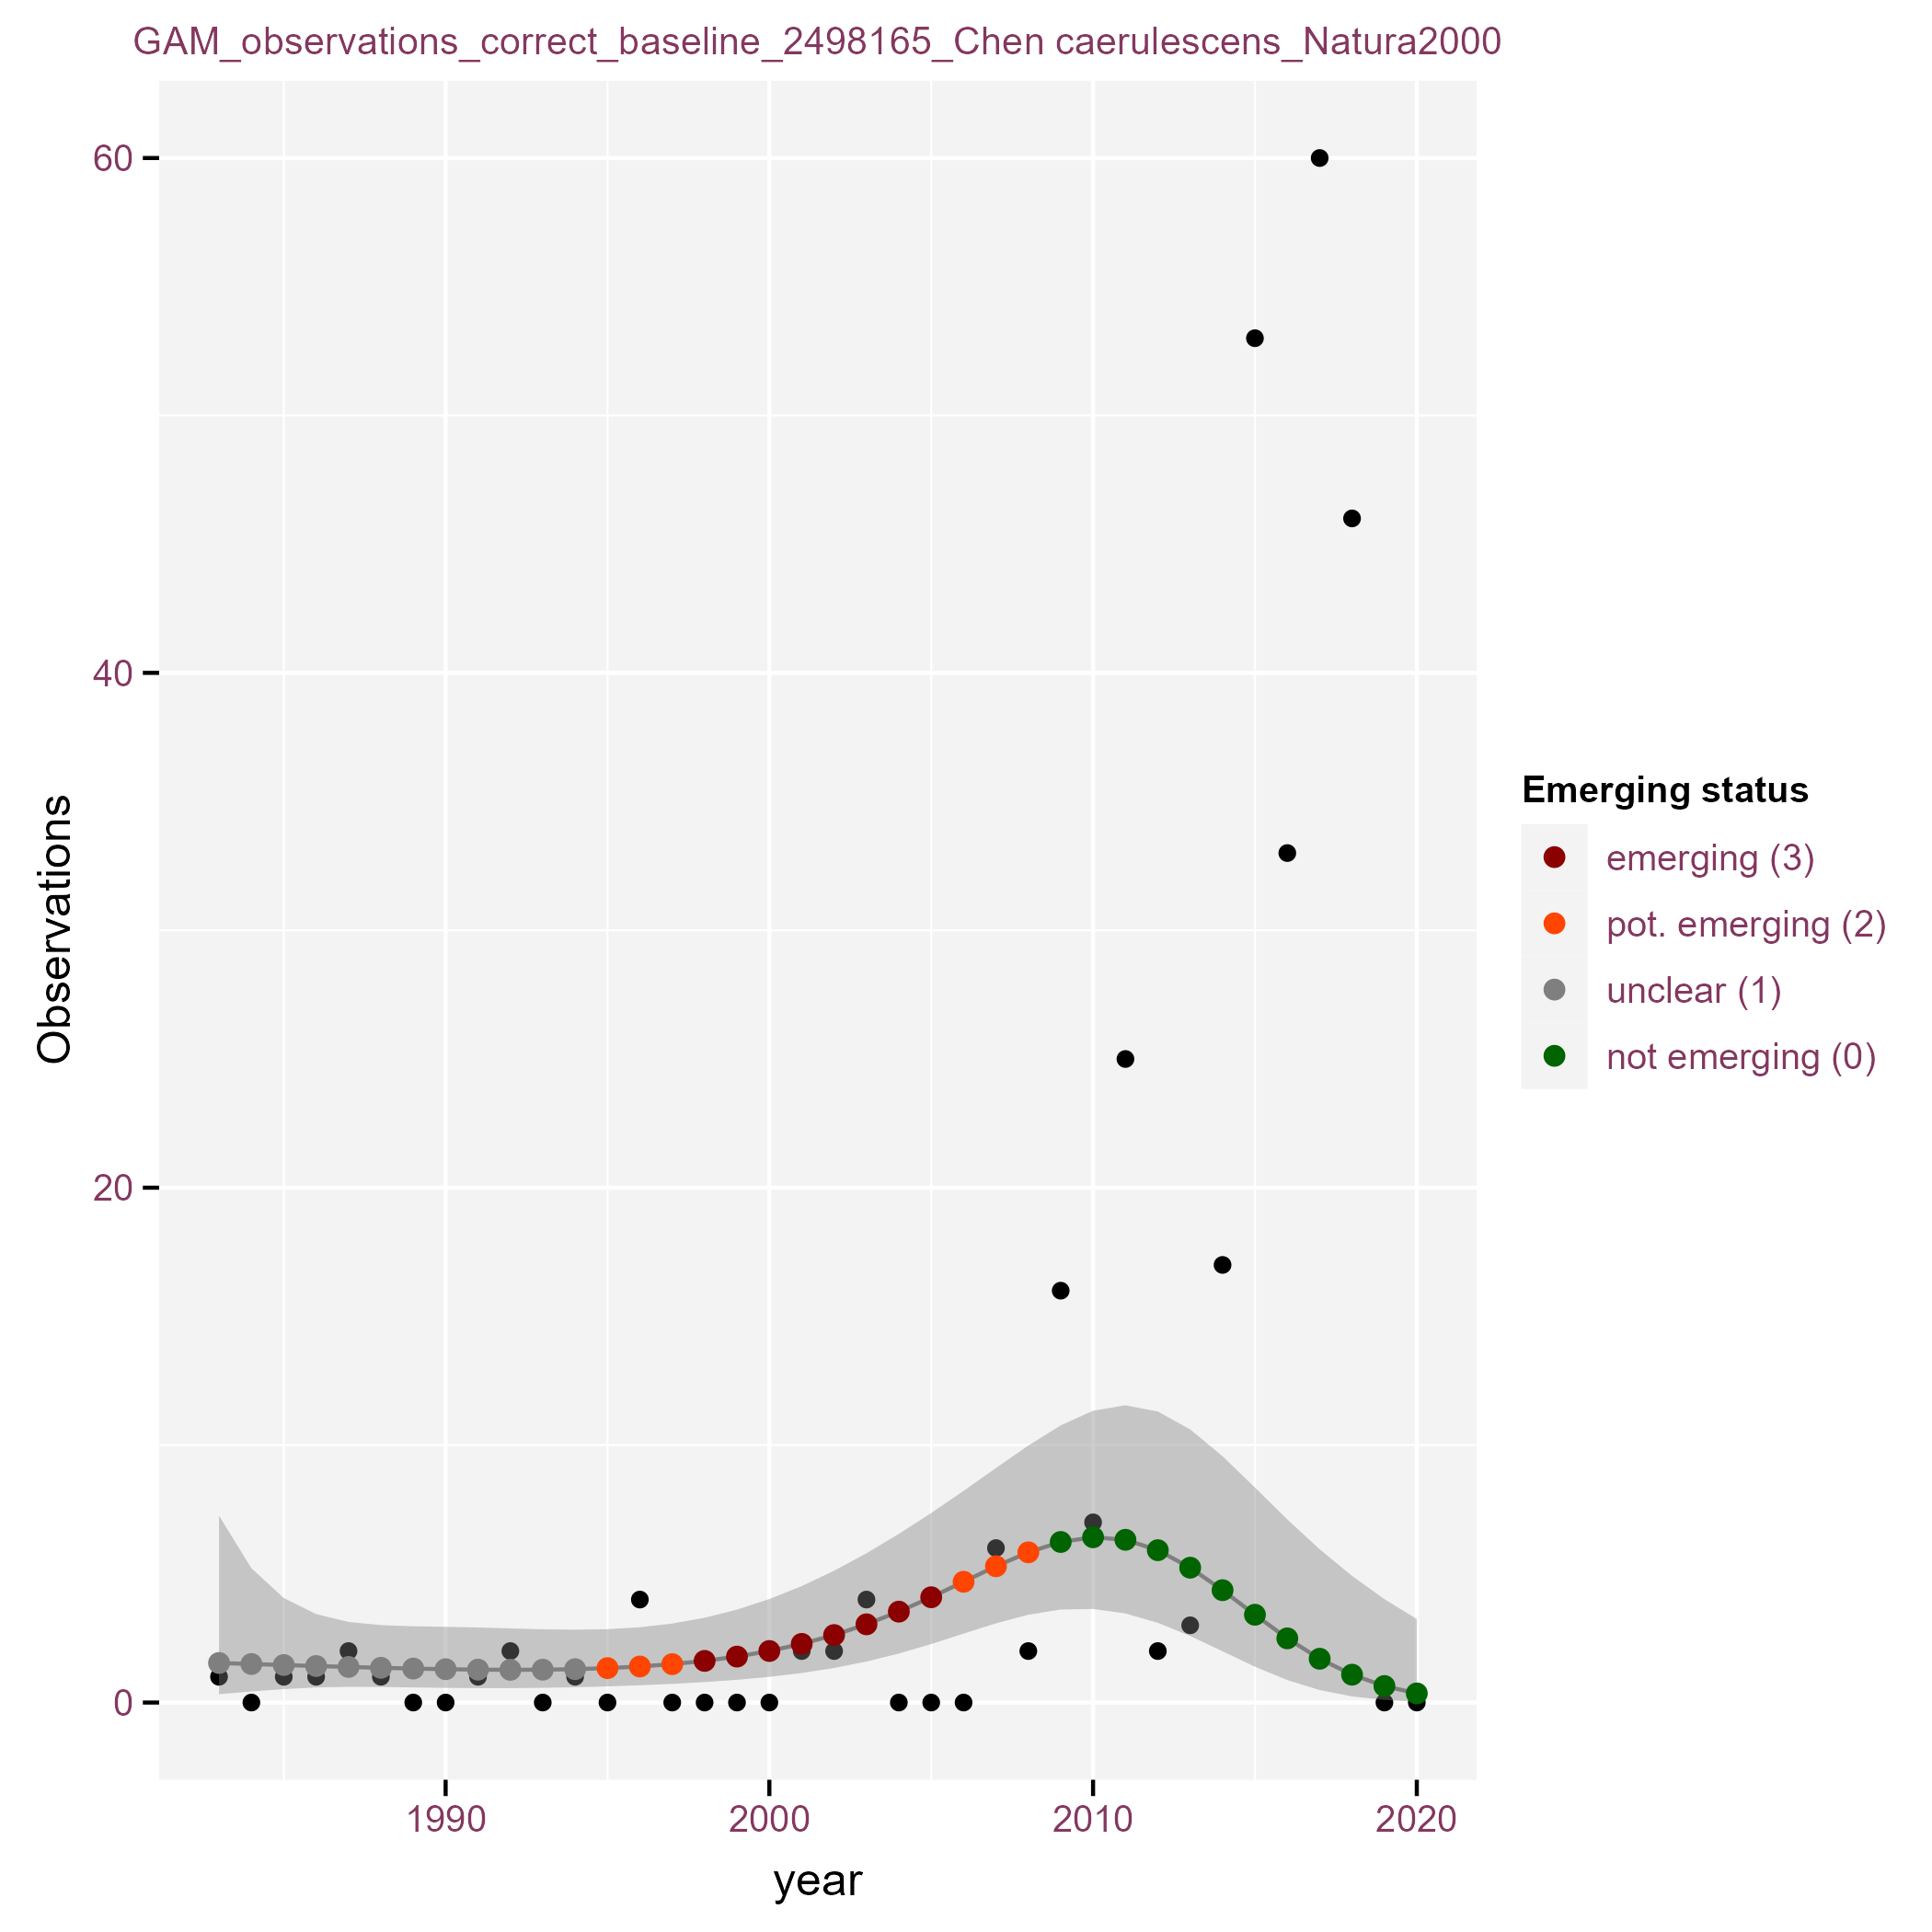 GAM_observations_correct_baseline_2498165_Chen caerulescens_Natura2000
60
40
20
0
Observations
1990
2000
2010
2020
year
Emerging status
emerging (3)
pot. emerging (2)
unclear (1)
not emerging (0)